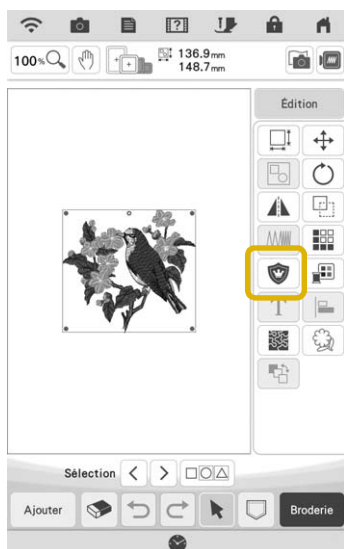 100% 136.9mm
148.7mm
Édition
Sélection
Ajouter Broderie